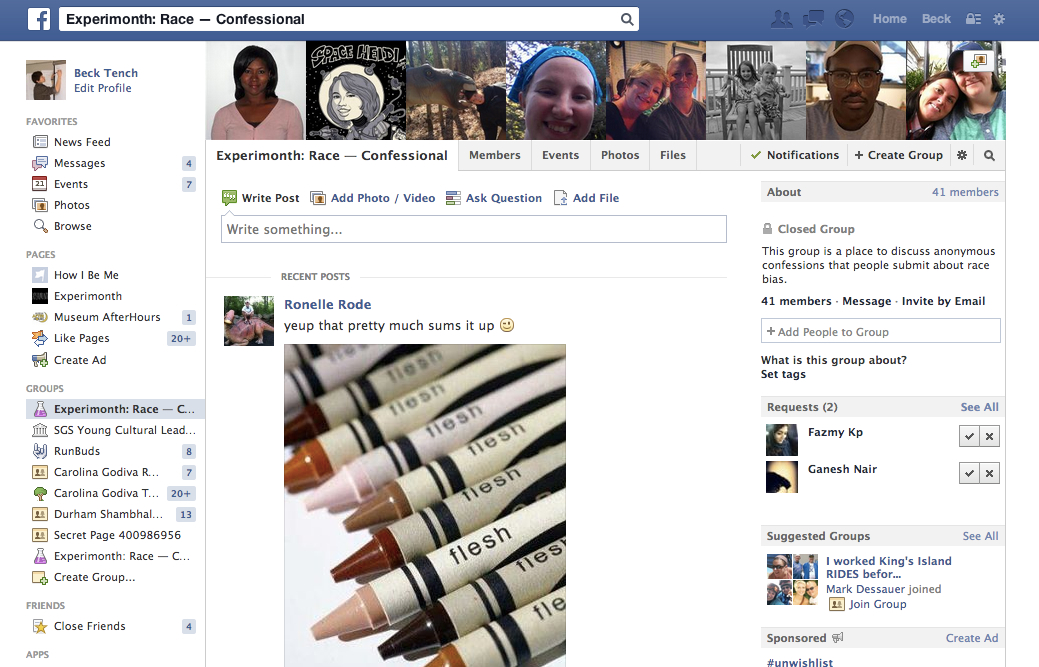 f
Experimonth: Race — Confessional
Home
Beck
Beck Tench
Edit Profile
FAVORITES
News Feed
Messages 4
Events 7
Photos
Browse
PAGES
How I Be Me
Experimonth
Museum AfterHours 1
Like Pages 20+
Create Ad
GROUPS
Experimonth: Race — C...
SGS Young Cultural Lead...
RunBuds 8
Carolina Godiva R... 7
Carolina Godiva T... 20+
Durham Shambhal... 13
Secret Page 400986956
Experimonth: Race — C...
Create Group...
FRIENDS
Close Friends 4
APPS
SPACE HEIDI
Experimonth: Race — Confessional
Members
Events
Photos
Files
Notifications
+ Create Group
Write Post
Add Photo / Video
Ask Question
Add File
Write something...
RECENT POSTS
Ronelle Rode
yeup that pretty much sums it up
flesh
flesh
flesh
flesh
flesh
flesh
flesh
fle
About
41 members
Closed Group
This group is a place to discuss anonymous
confessions that people submit about race
bias.
41 members · Message · Invite by Email
+ Add People to Group
What is this group about?
Set tags
Requests (2)
See All
Fazmy Kp
Ganesh Nair
Suggested Groups
See All
I worked King's Island
RIDES befor...
Mark Dessauer joined
Join Group
Sponsored
Create Ad
#unwishlist